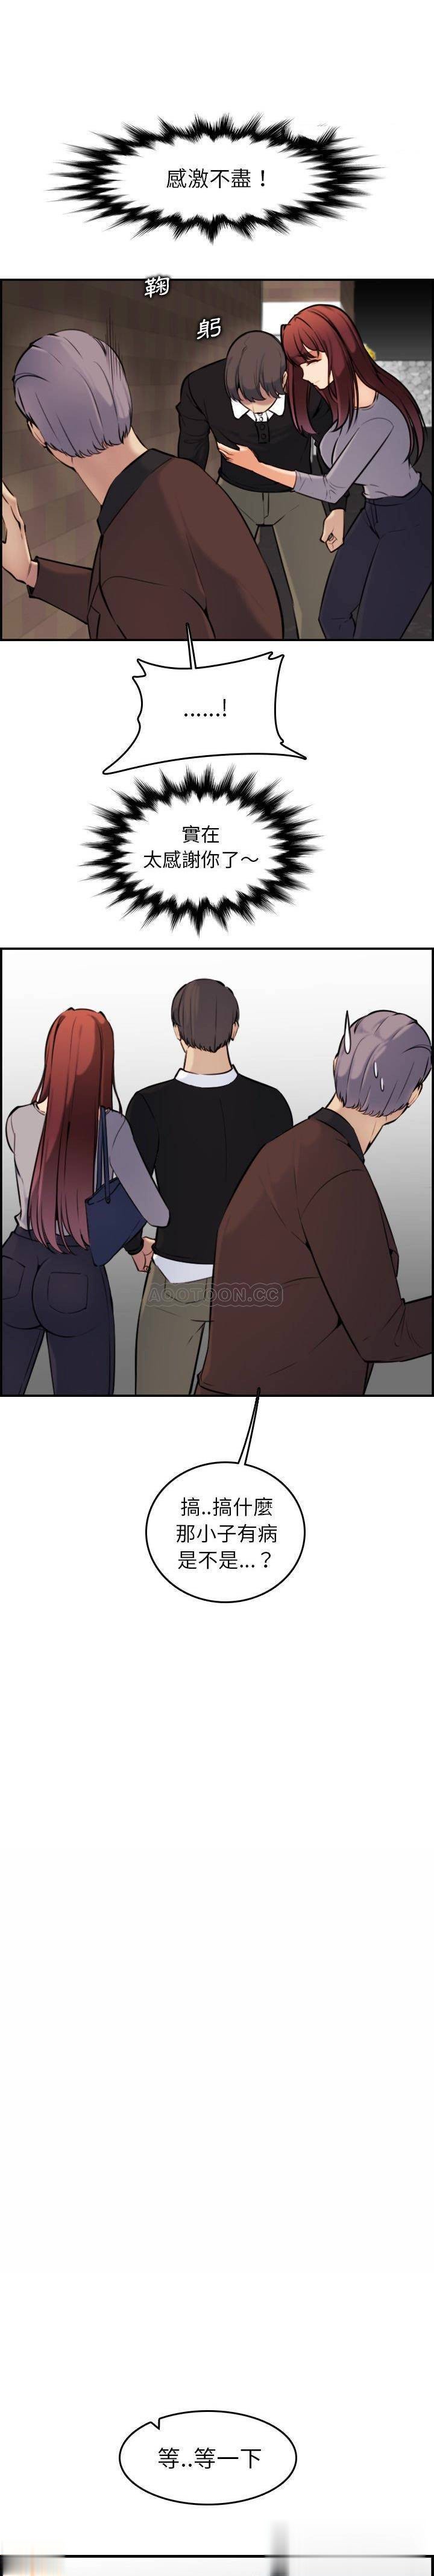 感激不盡！
鞠
躬
......!
實在
太感謝你了～
AOOTOON.CC
搞..搞什麼
那小子有病
是不是...？
等..等一下